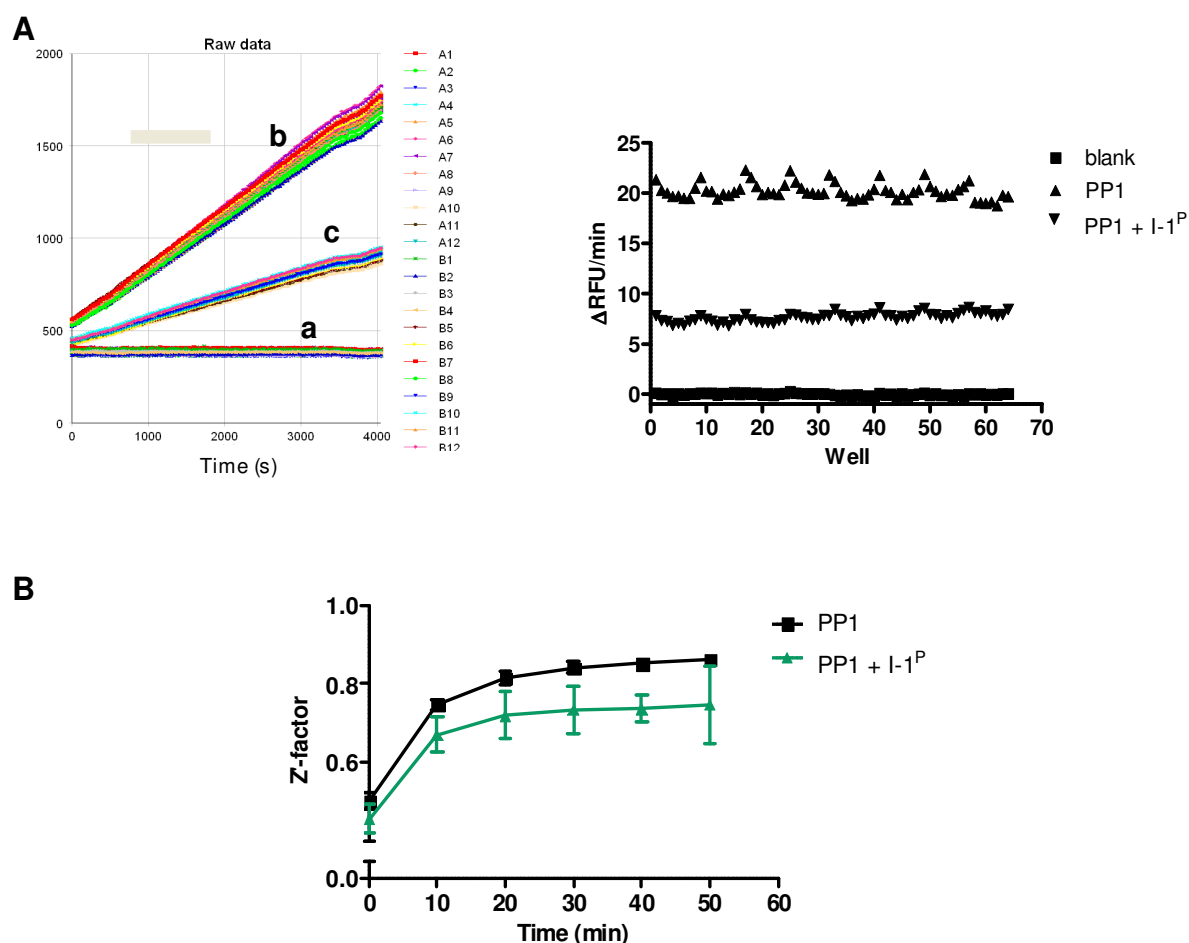 A
Raw data
2000
1500
1000
500
0
0 1000 2000 3000 4000
Time (s)
b
c
a
A1
A2
A3
A4
A5
A6
A7
A8
A9
A10
A11
A12
B1
B2
B3
B4
B5
B6
B7
B8
B9
B10
B11
B12
25
20
15
10
5
0
ΔRFU/min
0 10 20 30 40 50 60 70
Well
blank
PP1
PP1 + I-1ᴾ
B
1.0
0.8
0.6
0.0
Z'-factor
0 10 20 30 40 50 60
Time (min)
PP1
PP1 + I-1ᴾ